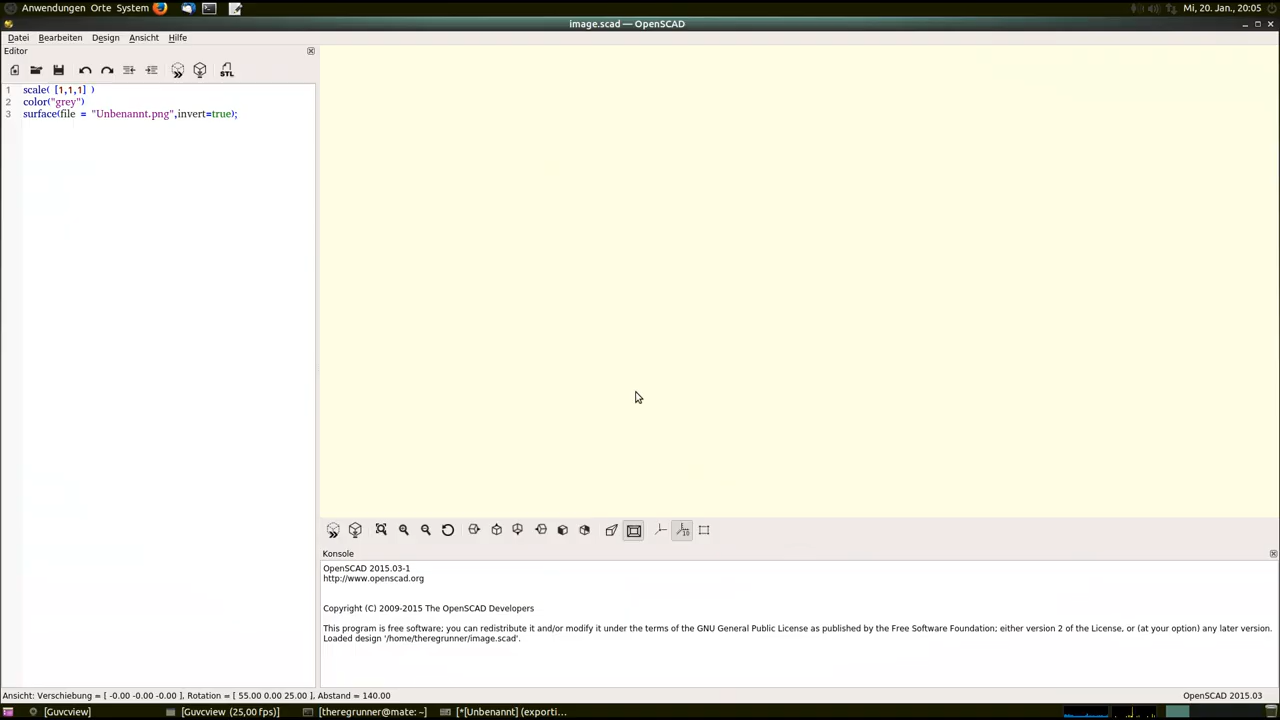 Anwendungen Orte System
Mi, 20. Jan., 20:05
image.scad — OpenSCAD
Datei Bearbeiten Design Ansicht Hilfe
Editor
STL
1 scale( [1,1,1] )
2 color("grey")
3 surface(file = "Unbenannt.png",invert=true);
10
Konsole
OpenSCAD 2015.03-1
http://www.openscad.org
Copyright (C) 2009-2015 The OpenSCAD Developers
This program is free software; you can redistribute it and/or modify it under the terms of the GNU General Public License as published by the Free Software Foundation; either version 2 of the License, or (at your option) any later version.
Loaded design '/home/theregrunner/image.scad'.
Ansicht: Verschiebung = [ -0.00 -0.00 -0.00 ], Rotation = [ 55.00 0.00 25.00 ], Abstand = 140.00
OpenSCAD 2015.03
[Guvcview] [Guvcview (25,00 fps)] [theregrunner@mate: ~] [*[Unbenannt] (exporti...